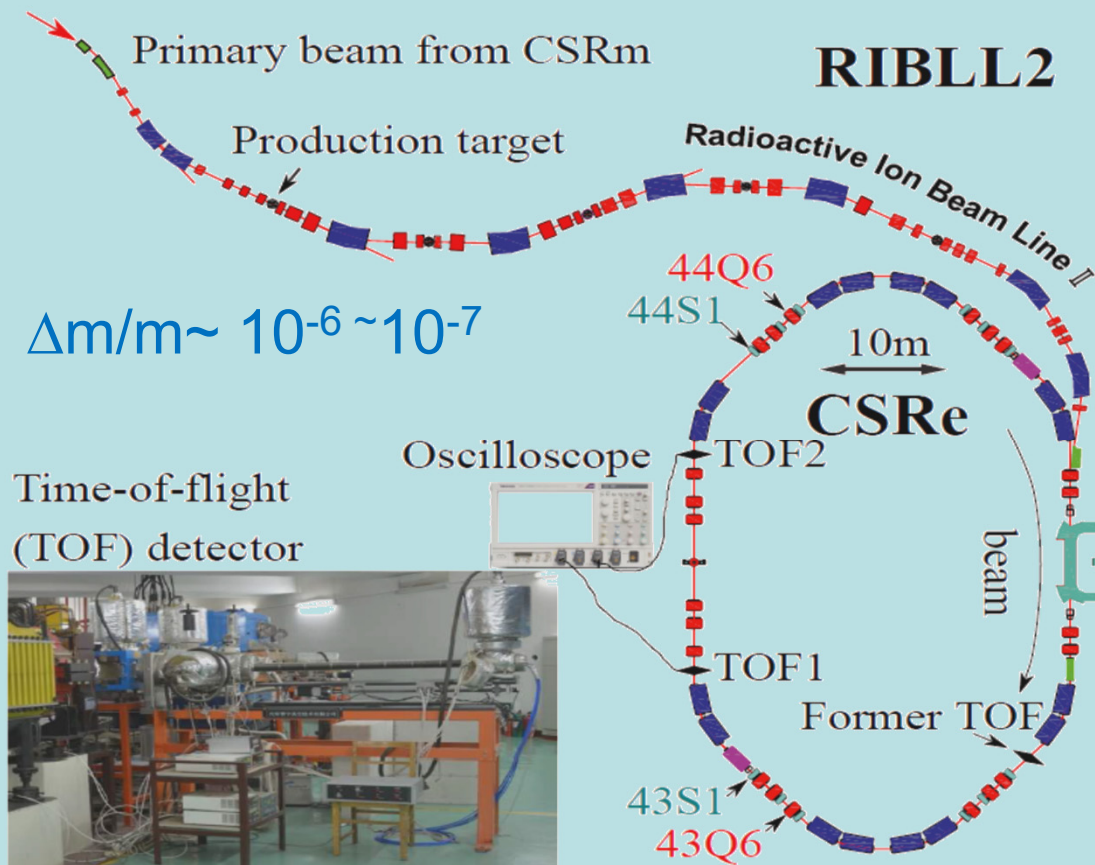 Primary beam from CSRm
RIBLL2
Production target
Radioactive Ion Beam Line Ⅱ
44Q6
44S1
Δm/m~ 10⁻⁶ ~10⁻⁷
10m
CSRe
Oscilloscope
TOF2
Time-of-flight
(TOF) detector
beam
TOF1
Former TOF
43S1
43Q6